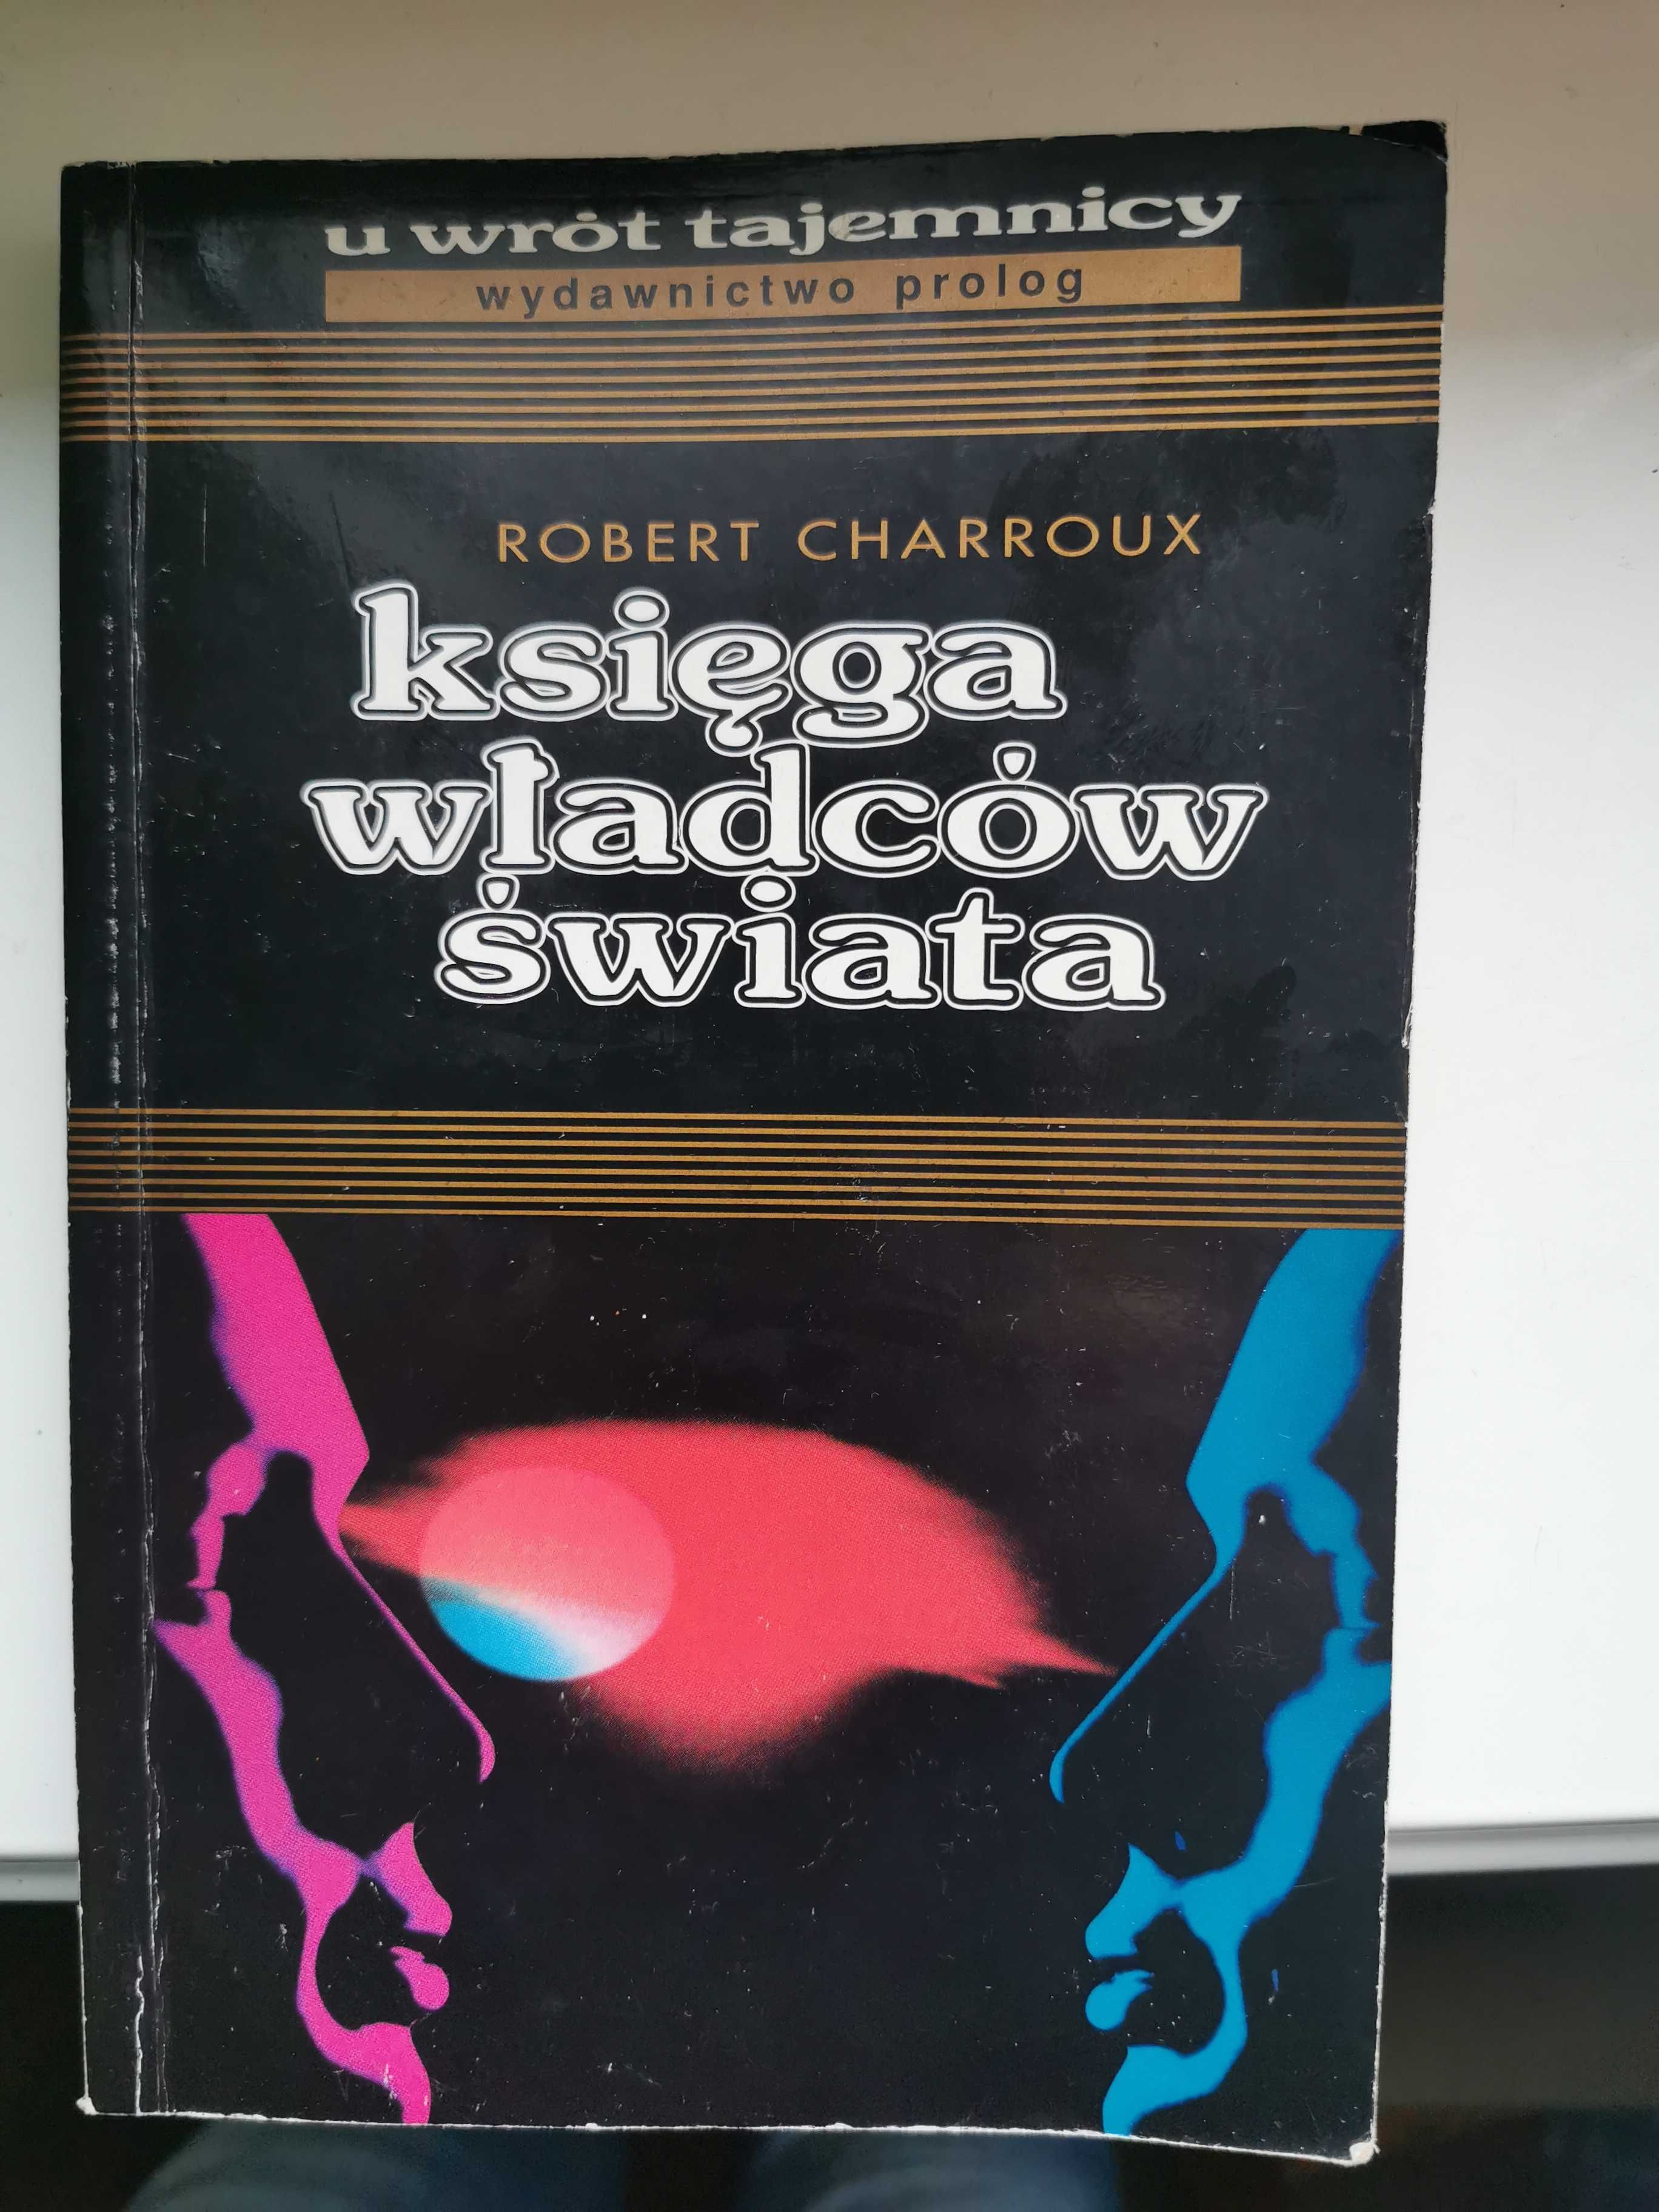 u wrót tajemnicy
wydawnictwo prolog
ROBERT CHARROUX
księga
władców
świata